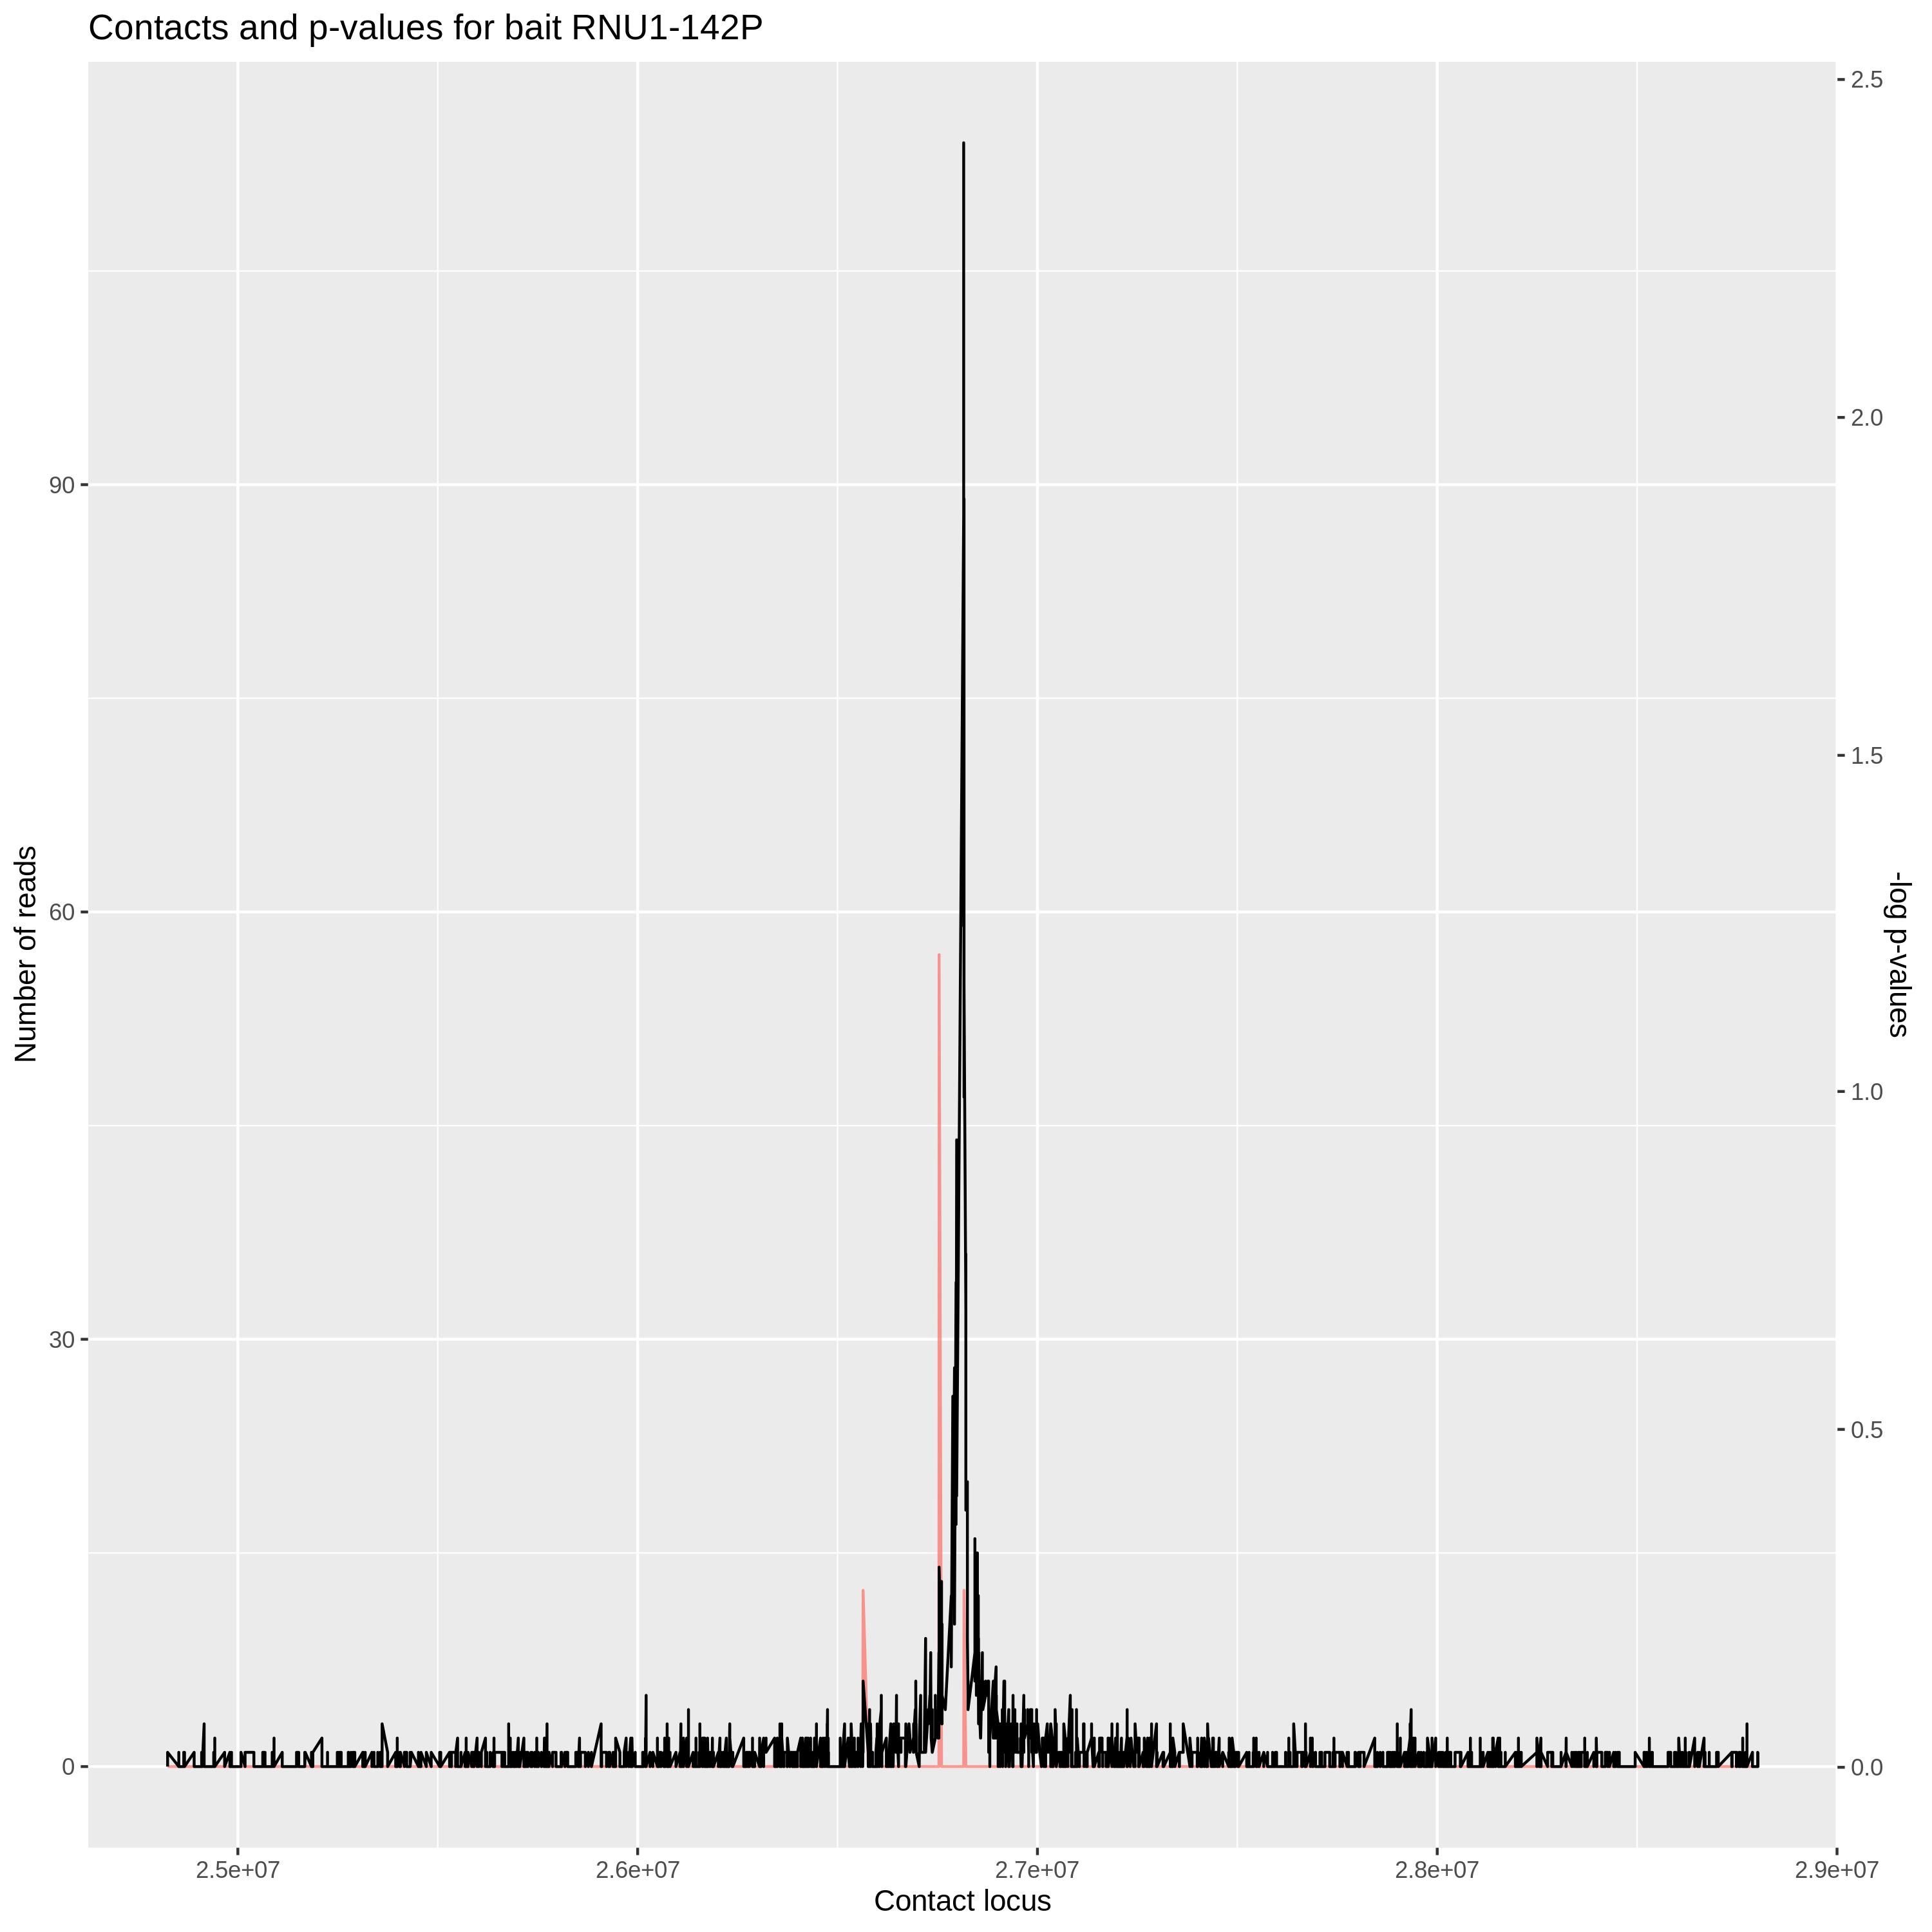 Contacts and p-values for bait RNU1-142P
2.5
2.0
90
1.5
Number of reads
-log p-values
60
1.0
30
0.5
0
0.0
2.5e+07
2.6e+07
2.7e+07
2.8e+07
2.9e+07
Contact locus